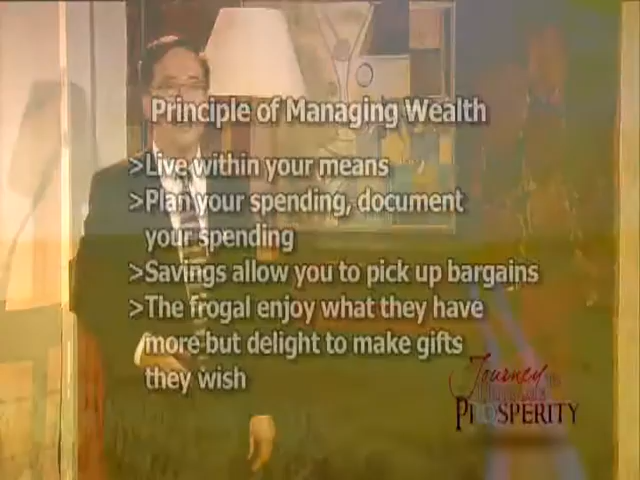 Principle of Managing Wealth
>Live within your means
>Plan your spending, document
your spending
>Savings allow you to pick up bargains
>The frogal enjoy what they have
more but delight to make gifts
they wish
Journey
PROSPERITY